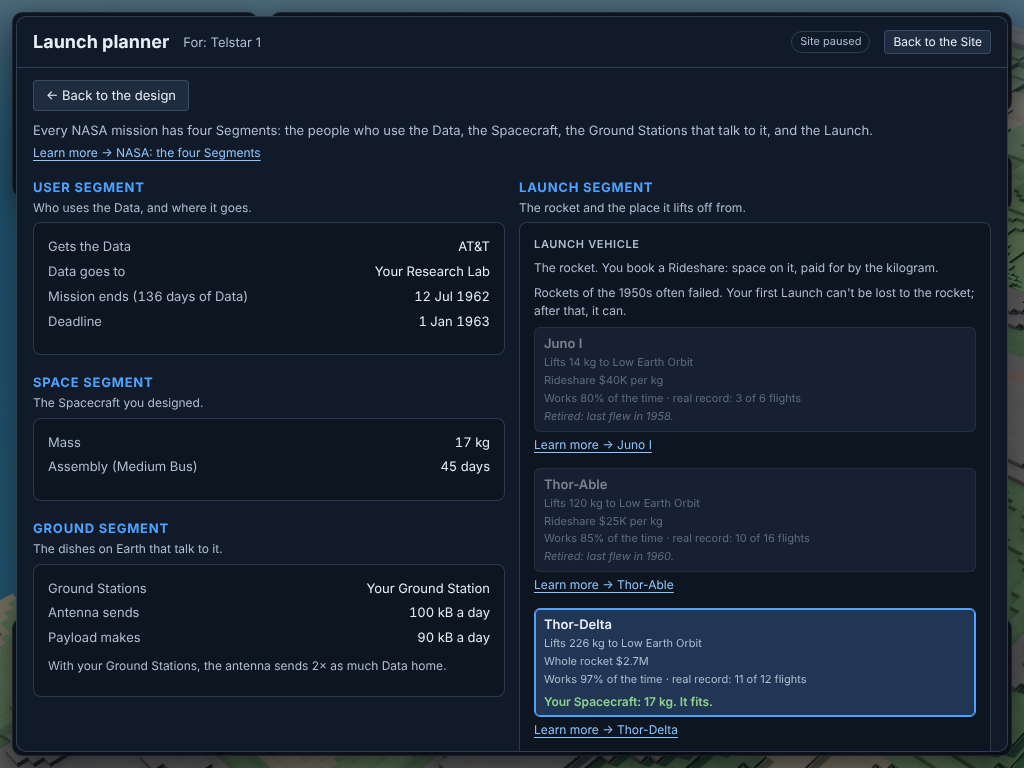 Launch planner
For: Telstar 1
Site paused
Back to the Site
← Back to the design
Every NASA mission has four Segments: the people who use the Data, the Spacecraft, the Ground Stations that talk to it, and the Launch.
Learn more → NASA: the four Segments
USER SEGMENT
Who uses the Data, and where it goes.
Gets the Data AT&T
Data goes to Your Research Lab
Mission ends (136 days of Data) 12 Jul 1962
Deadline 1 Jan 1963
SPACE SEGMENT
The Spacecraft you designed.
Mass 17 kg
Assembly (Medium Bus) 45 days
GROUND SEGMENT
The dishes on Earth that talk to it.
Ground Stations Your Ground Station
Antenna sends 100 kB a day
Payload makes 90 kB a day
With your Ground Stations, the antenna sends 2× as much Data home.
LAUNCH SEGMENT
The rocket and the place it lifts off from.
LAUNCH VEHICLE
The rocket. You book a Rideshare: space on it, paid for by the kilogram.
Rockets of the 1950s often failed. Your first Launch can't be lost to the rocket;
after that, it can.
Juno I
Lifts 14 kg to Low Earth Orbit
Rideshare $40K per kg
Works 80% of the time · real record: 3 of 6 flights
Retired: last flew in 1958.
Learn more → Juno I
Thor-Able
Lifts 120 kg to Low Earth Orbit
Rideshare $25K per kg
Works 85% of the time · real record: 10 of 16 flights
Retired: last flew in 1960.
Learn more → Thor-Able
Thor-Delta
Lifts 226 kg to Low Earth Orbit
Whole rocket $2.7M
Works 97% of the time · real record: 11 of 12 flights
Your Spacecraft: 17 kg. It fits.
Learn more → Thor-Delta